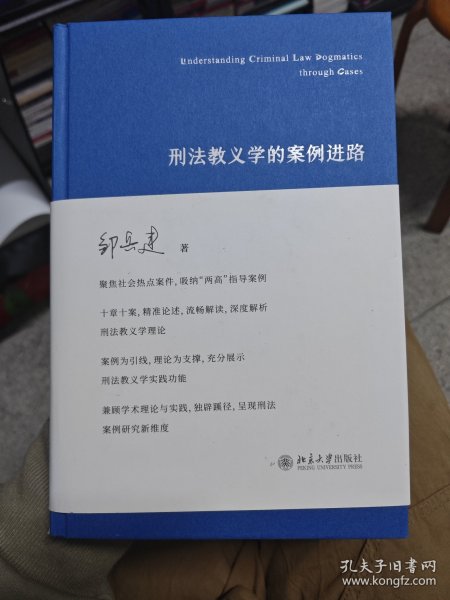 Understanding Criminal Law Dogmatics
through Cases
刑法教义学的案例进路
邹兵建 著
聚焦社会热点案件，吸纳“两高”指导案例
十章十案，精准论述，流畅解读，深度解析
刑法教义学理论
案例为引线，理论为支撑，充分展示
刑法教义学实践功能
兼顾学术理论与实践，独辟蹊径，呈现刑法
案例研究新维度
北京大学出版社
PEKING UNIVERSITY PRESS
孔夫子旧书网
www.kongfz.com